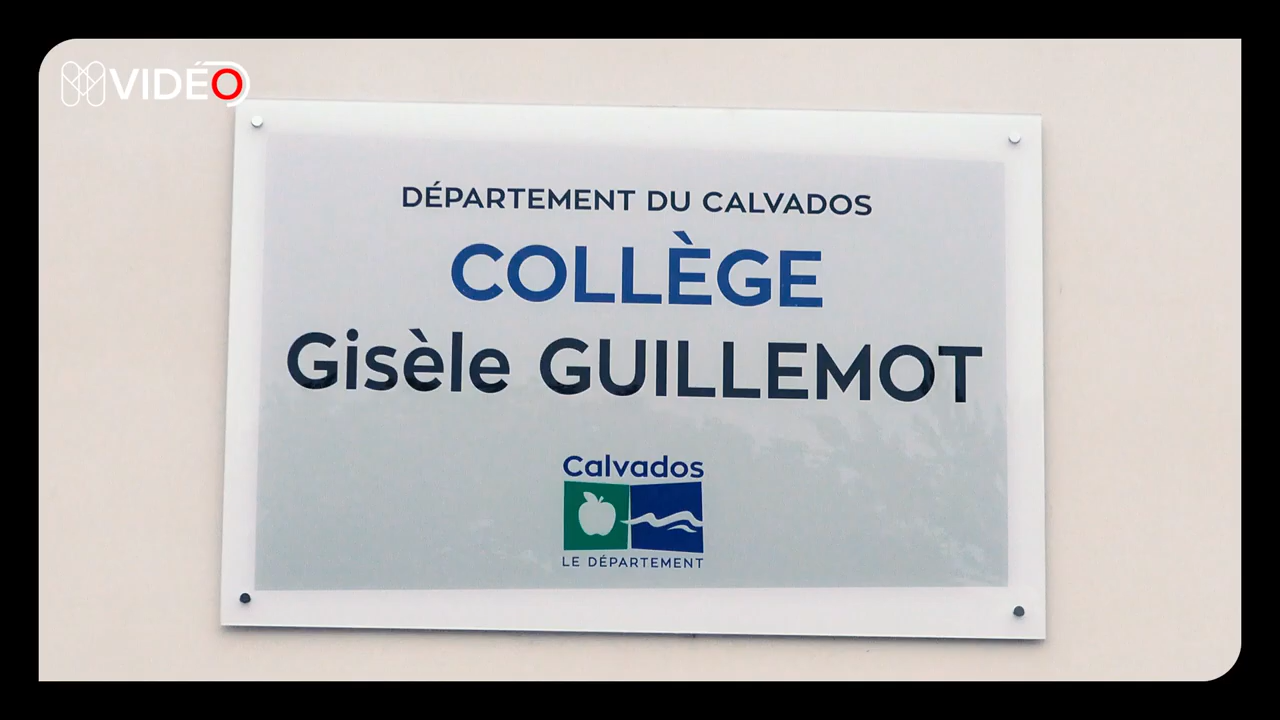 VIDÉO
DÉPARTEMENT DU CALVADOS
COLLÈGE
Gisèle GUILLEMOT
Calvados
LE DÉPARTEMENT